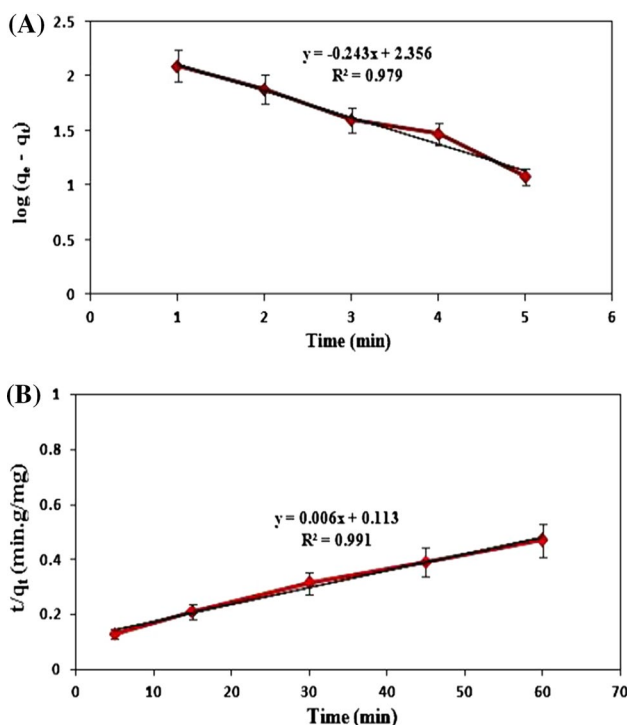 (A)
2.5
2
1.5
1
0.5
0
y = -0.243x + 2.356
R² = 0.979
log (qₑ - qₜ)
0 1 2 3 4 5 6
Time (min)
(B)
1
0.8
0.6
0.4
0.2
0
y = 0.006x + 0.113
R² = 0.991
t/qₜ (min.g/mg)
0 10 20 30 40 50 60 70
Time (min)